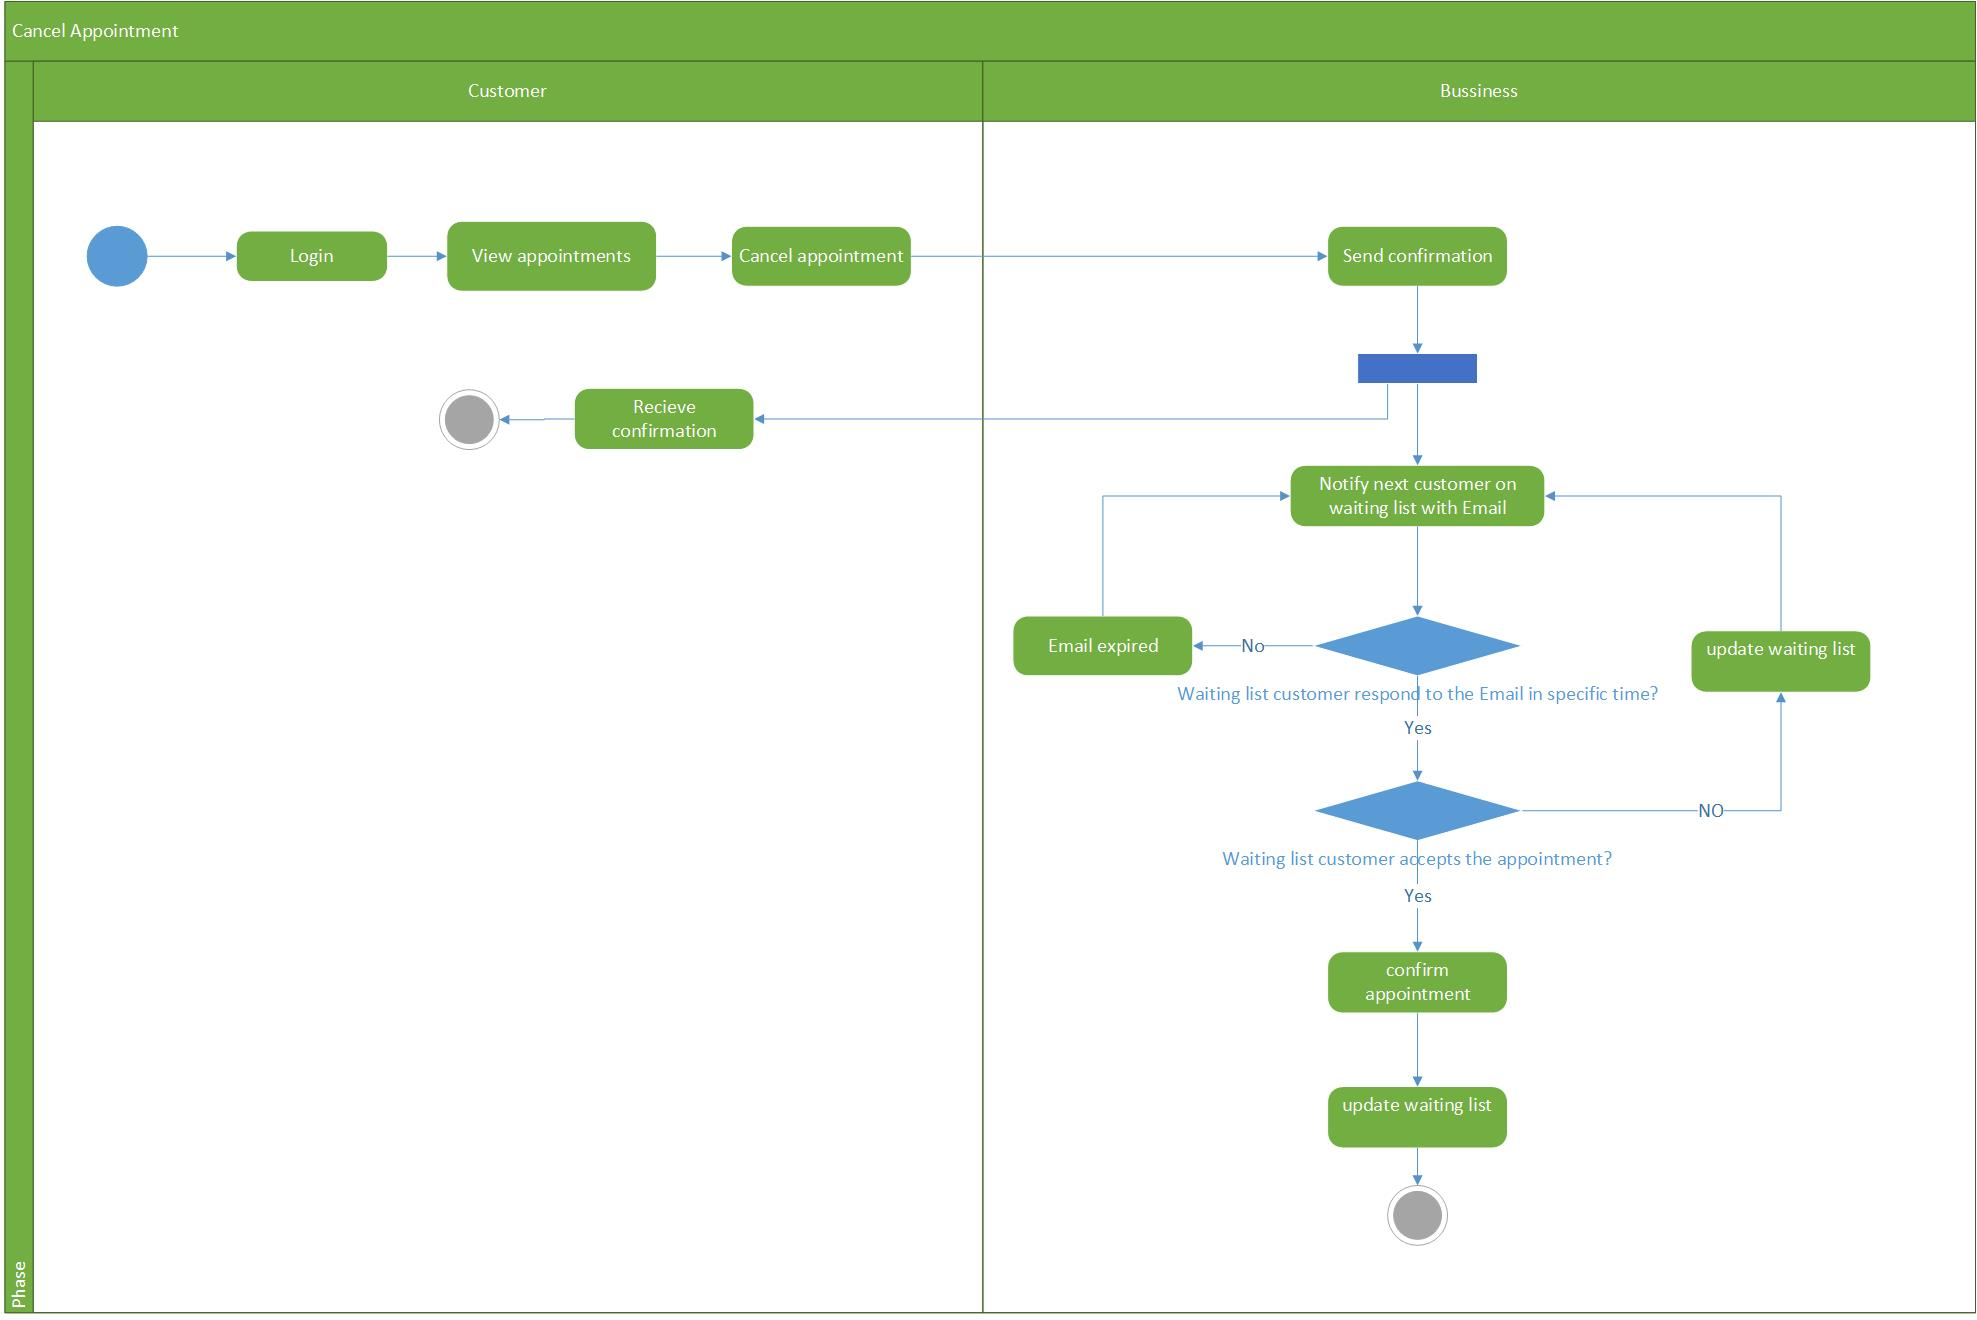 Cancel Appointment
Customer
Bussiness
Login
View appointments
Cancel appointment
Send confirmation
Recieve
confirmation
Notify next customer on
waiting list with Email
Email expired
No
update waiting list
Waiting list customer respond to the Email in specific time?
Yes
NO
Waiting list customer accepts the appointment?
Yes
confirm
appointment
update waiting list
Phase